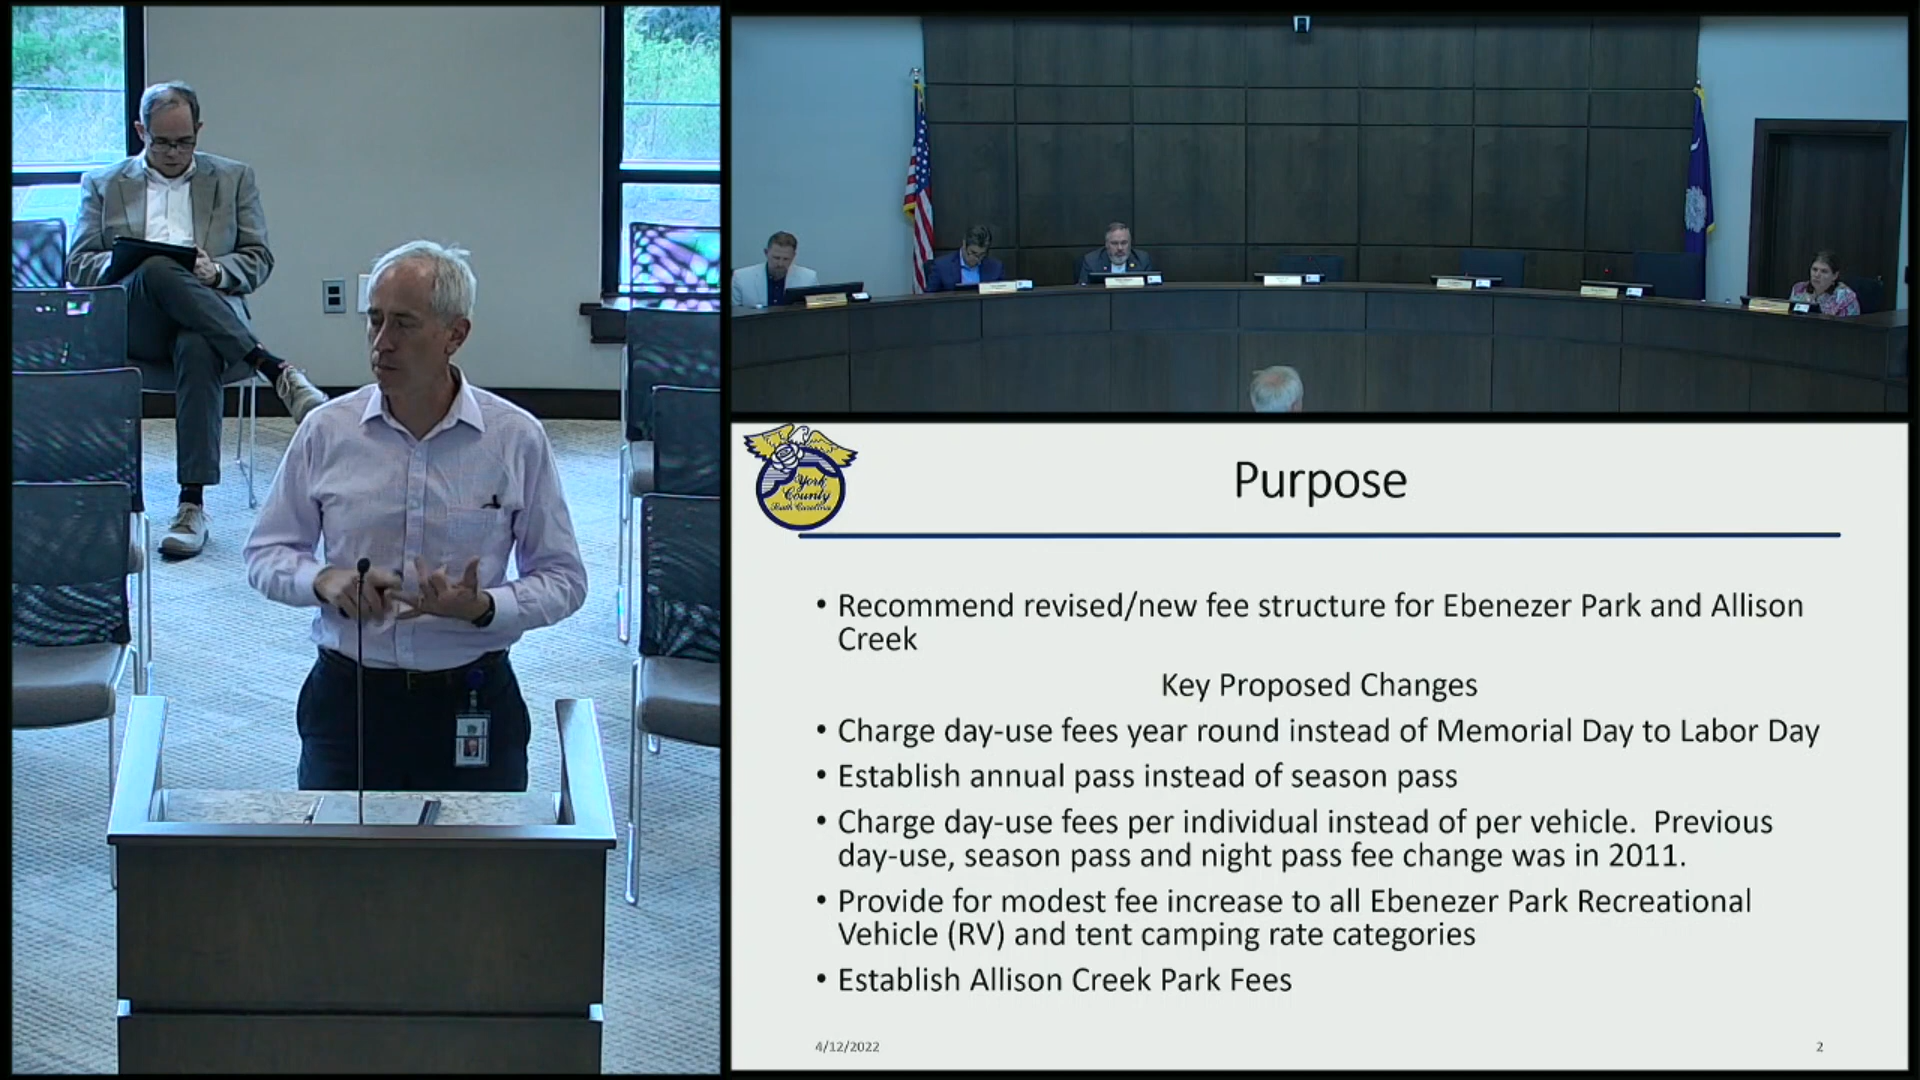 York
County
South Carolina
Purpose
• Recommend revised/new fee structure for Ebenezer Park and Allison
Creek
Key Proposed Changes
• Charge day-use fees year round instead of Memorial Day to Labor Day
• Establish annual pass instead of season pass
• Charge day-use fees per individual instead of per vehicle.  Previous
day-use, season pass and night pass fee change was in 2011.
• Provide for modest fee increase to all Ebenezer Park Recreational
Vehicle (RV) and tent camping rate categories
• Establish Allison Creek Park Fees
4/12/2022
2